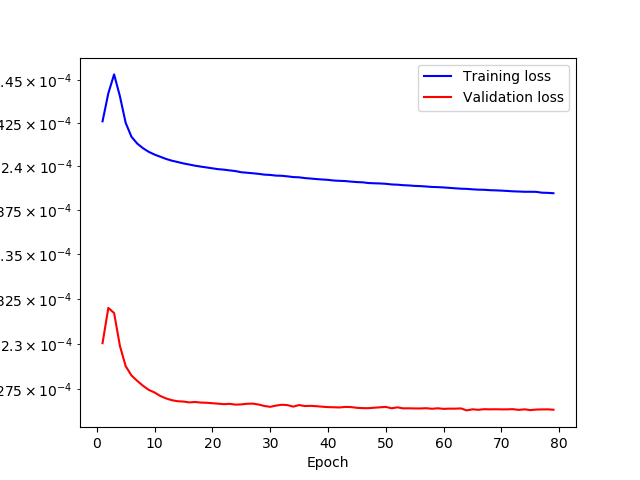 Training loss
Validation loss
.45 × 10⁻⁴
425 × 10⁻⁴
2.4 × 10⁻⁴
375 × 10⁻⁴
.35 × 10⁻⁴
325 × 10⁻⁴
2.3 × 10⁻⁴
275 × 10⁻⁴
0 10 20 30 40 50 60 70 80
Epoch